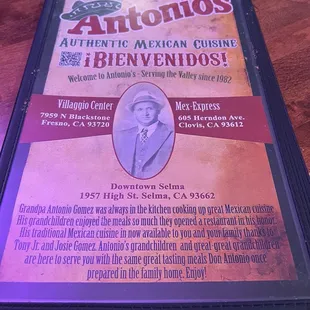 Antonio's
AUTHENTIC MEXICAN CUISINE
¡BIENVENIDOS!
Welcome to Antonio's - Serving the Valley since 1982
Villaggio Center
7959 N Blackstone
Fresno, CA 93720
Mex-Express
605 Herndon Ave.
Clovis, CA 93612
Downtown Selma
1957 High St. Selma, CA 93662
Grandpa Antonio Gomez was always in the kitchen cooking up great Mexican cuisine.
His grandchildren enjoyed the meals so much they opened a restaurant in his honor.
His traditional Mexican cuisine in now available to you and your family thanks to
Tony Jr. and Josie Gomez. Antonio's grandchildren and great-great grandchildren
are here to serve you with the same great tasting meals Don Antonio once
prepared in the family home. Enjoy!